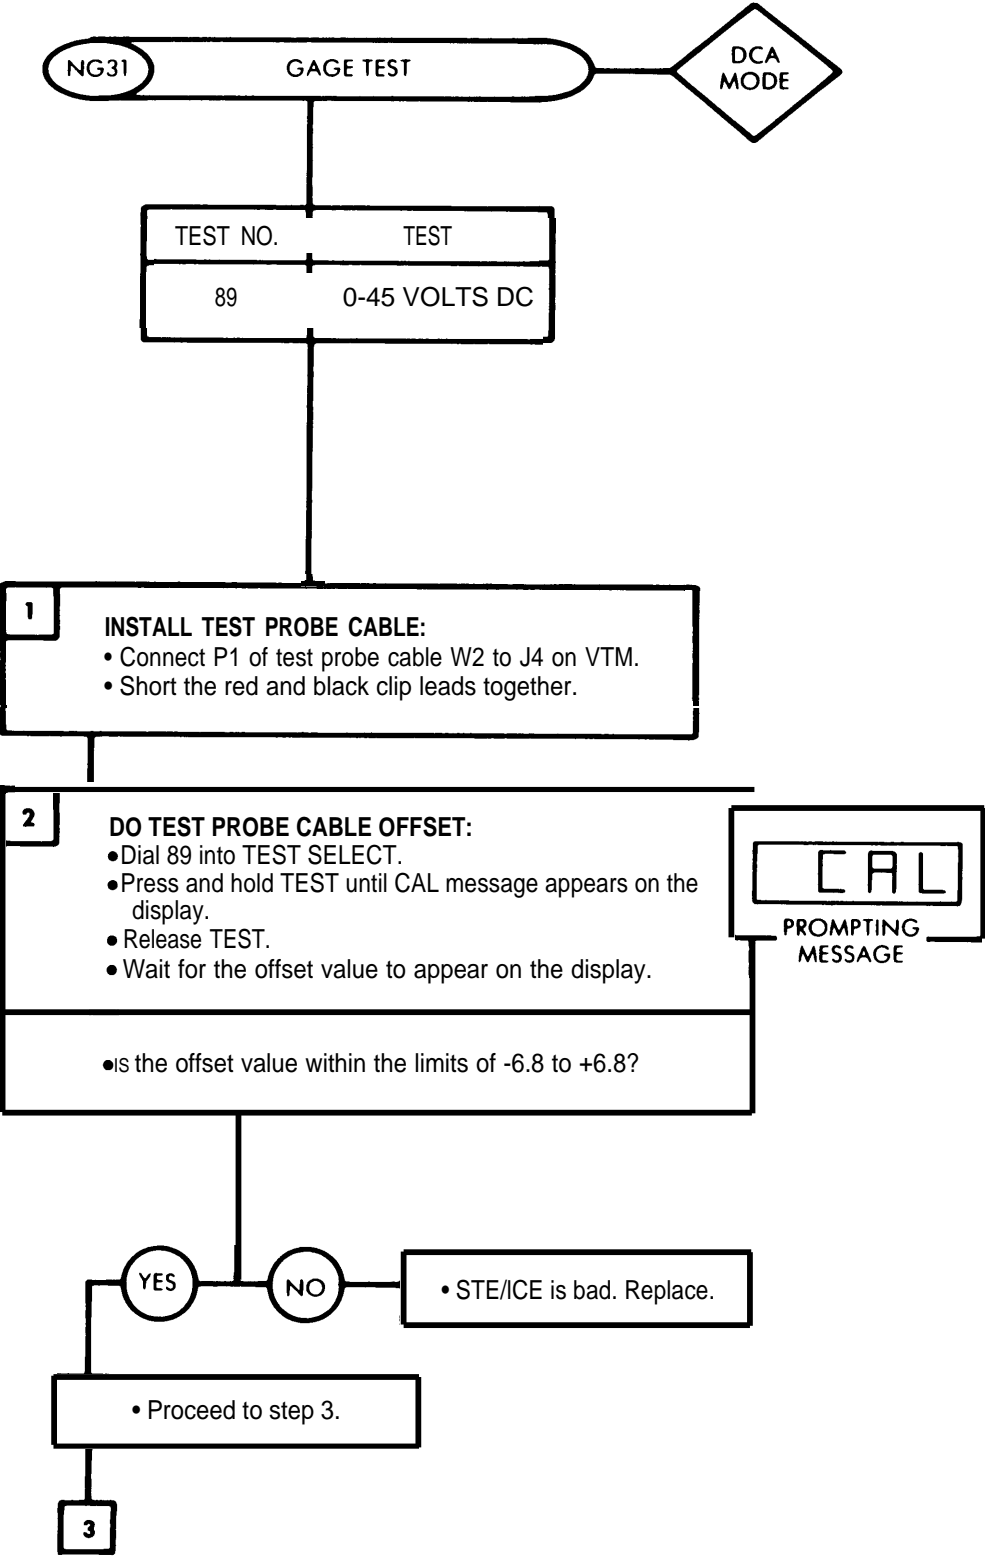 NG31 GAGE TEST
DCA
MODE
TEST NO. TEST
89 0-45 VOLTS DC
1
INSTALL TEST PROBE CABLE:
• Connect P1 of test probe cable W2 to J4 on VTM.
• Short the red and black clip leads together.
2
DO TEST PROBE CABLE OFFSET:
•Dial 89 into TEST SELECT.
•Press and hold TEST until CAL message appears on the
display.
• Release TEST.
• Wait for the offset value to appear on the display.
CAL
PROMPTING
MESSAGE
•IS the offset value within the limits of -6.8 to +6.8?
YES
NO
• STE/ICE is bad. Replace.
• Proceed to step 3.
3